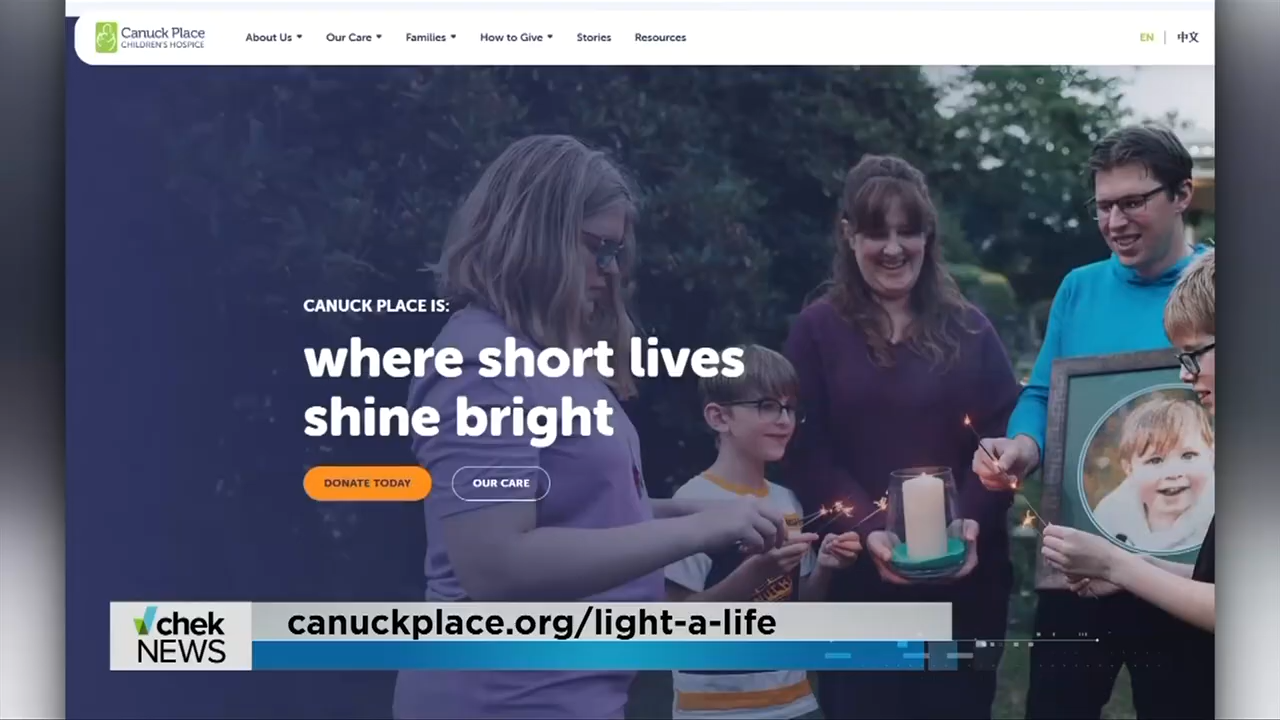 Canuck Place
CHILDREN'S HOSPICE
About Us
Our Care
Families
How to Give
Stories
Resources
EN
中文
CANUCK PLACE IS:
where short lives
shine bright
DONATE TODAY
OUR CARE
chek
NEWS
canuckplace.org/light-a-life